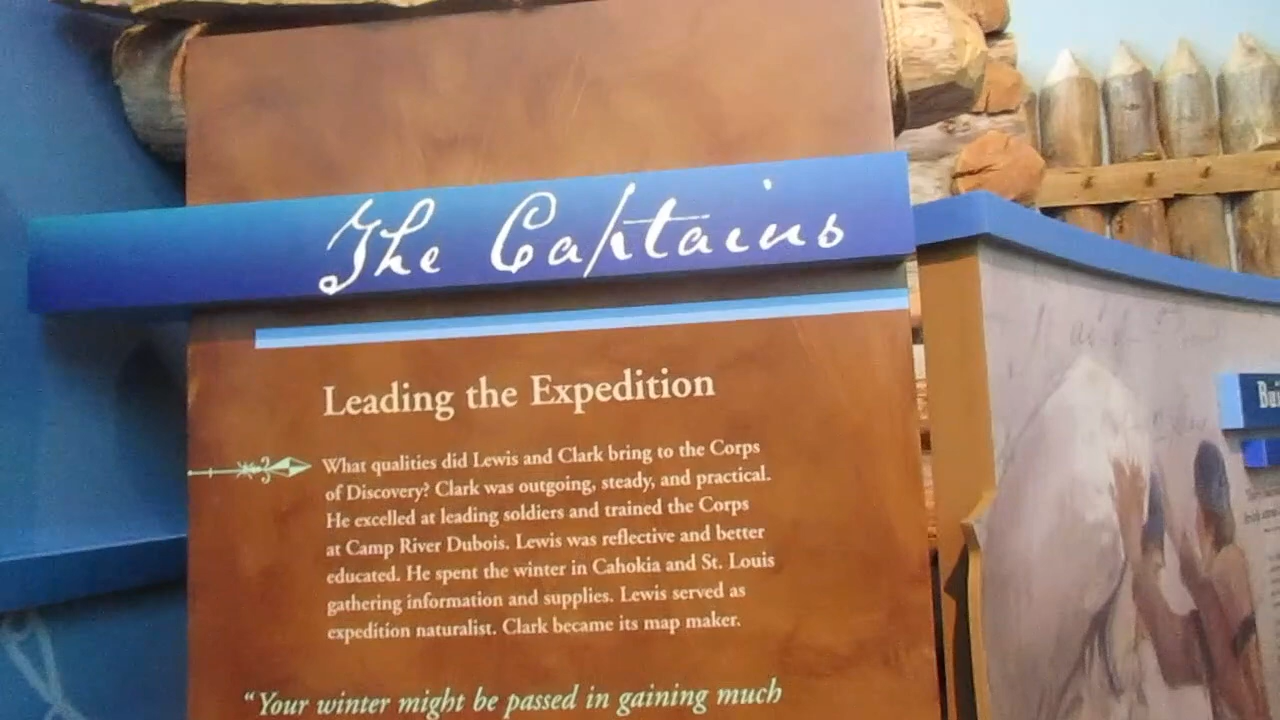 The Captains
Leading the Expedition
What qualities did Lewis and Clark bring to the Corps
of Discovery? Clark was outgoing, steady, and practical.
He excelled at leading soldiers and trained the Corps
at Camp River Dubois. Lewis was reflective and better
educated. He spent the winter in Cahokia and St. Louis
gathering information and supplies. Lewis served as
expedition naturalist. Clark became its map maker.
“Your winter might be passed in gaining much